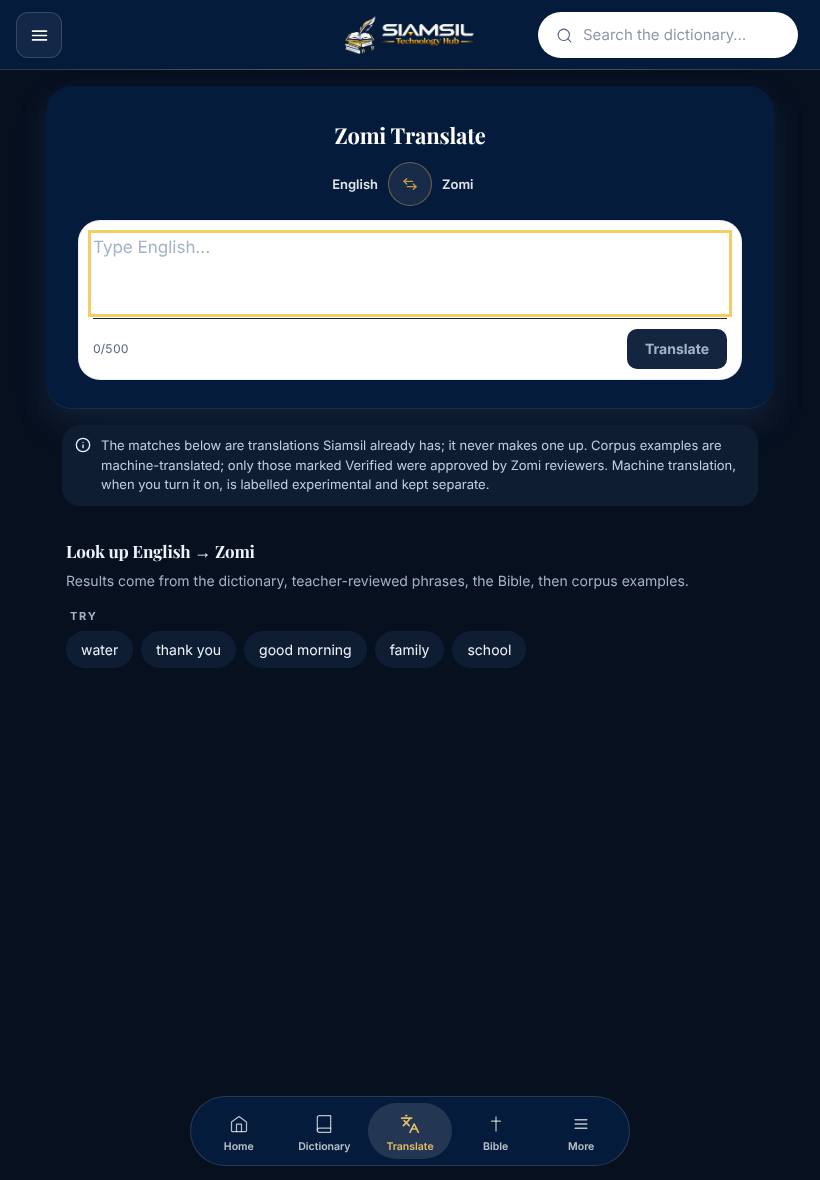 SIAMSIL
Technology Hub
Search the dictionary...
Zomi Translate
English
Zomi
Type English...
0/500
Translate
The matches below are translations Siamsil already has; it never makes one up. Corpus examples are
machine-translated; only those marked Verified were approved by Zomi reviewers. Machine translation,
when you turn it on, is labelled experimental and kept separate.
Look up English → Zomi
Results come from the dictionary, teacher-reviewed phrases, the Bible, then corpus examples.
TRY
water
thank you
good morning
family
school
Home
Dictionary
Translate
Bible
More